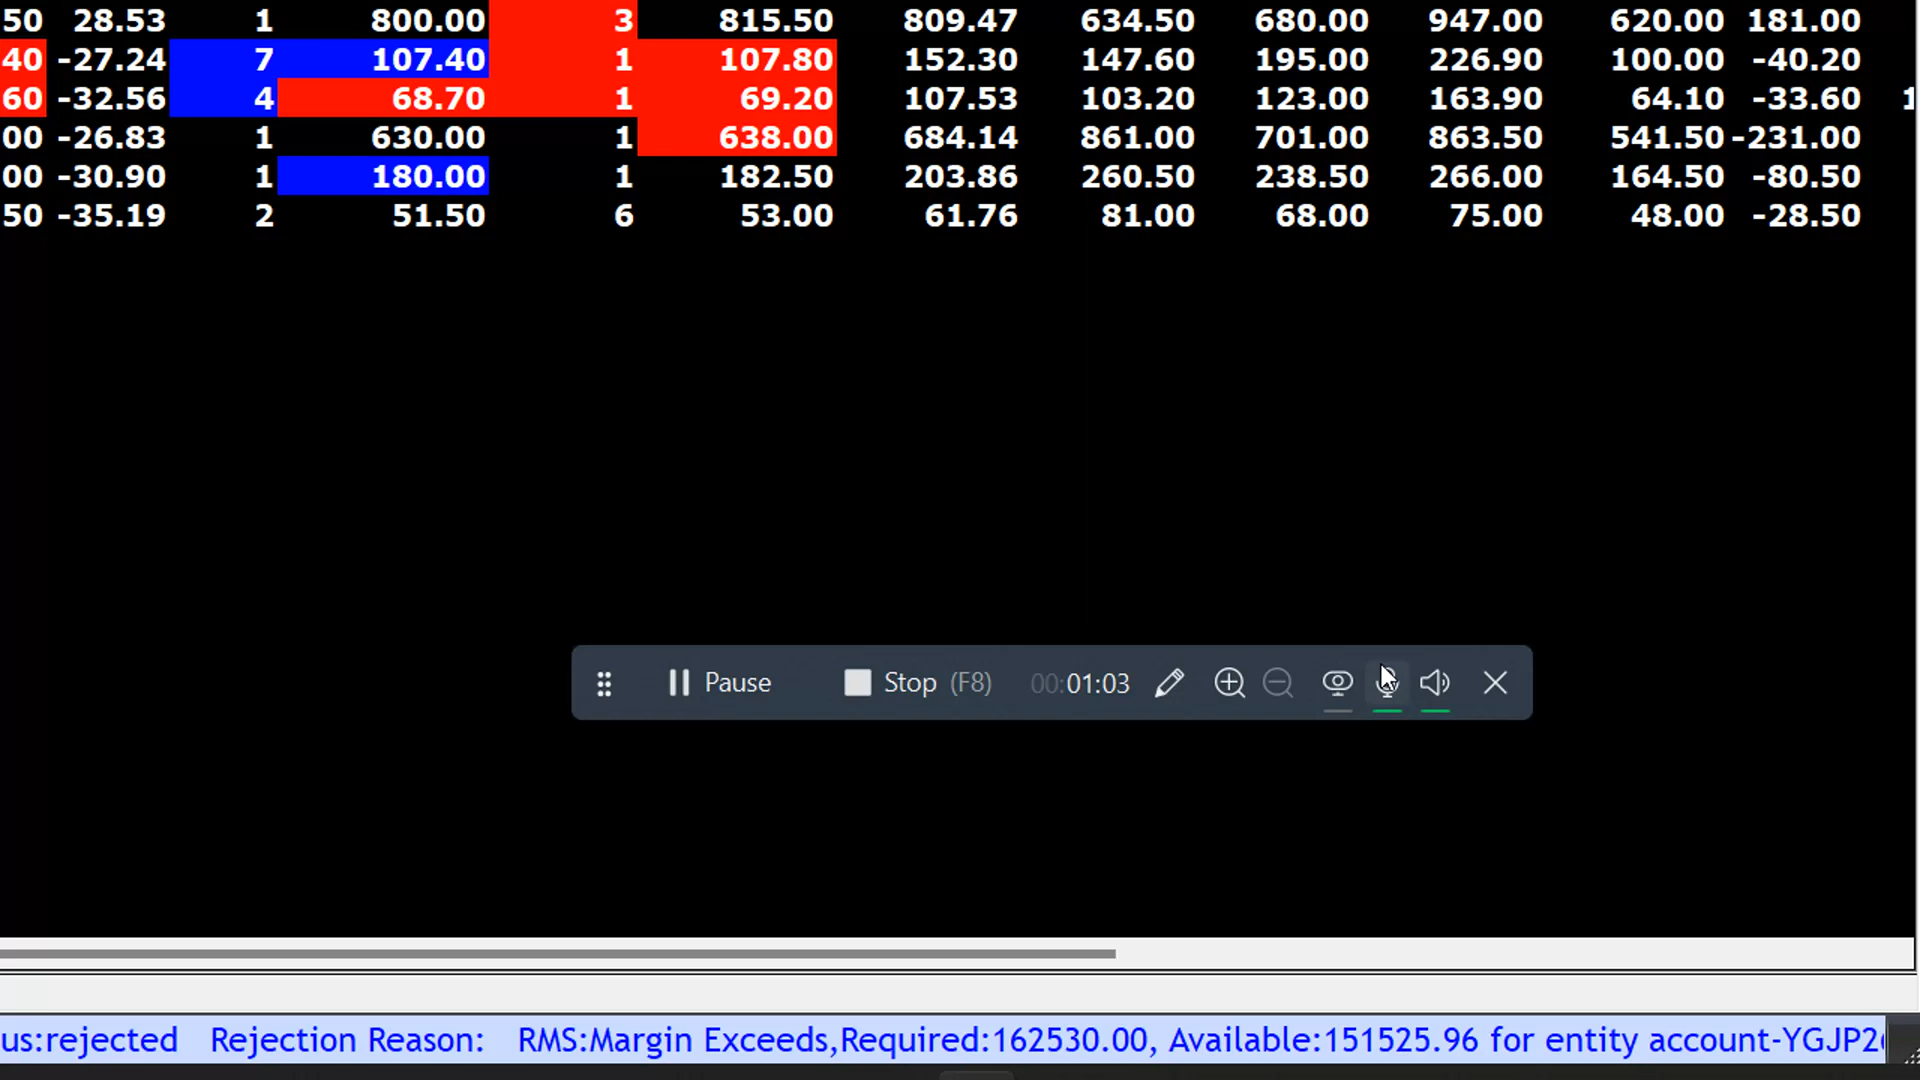 50 28.53 1 800.00 3 815.50 809.47 634.50 680.00 947.00 620.00 181.00
40 -27.24 7 107.40 1 107.80 152.30 147.60 195.00 226.90 100.00 -40.20
60 -32.56 4 68.70 1 69.20 107.53 103.20 123.00 163.90 64.10 -33.60 1
00 -26.83 1 630.00 1 638.00 684.14 861.00 701.00 863.50 541.50 -231.00
00 -30.90 1 180.00 1 182.50 203.86 260.50 238.50 266.00 164.50 -80.50
50 -35.19 2 51.50 6 53.00 61.76 81.00 68.00 75.00 48.00 -28.50
Pause Stop (F8) 00:01:03
us:rejected Rejection Reason: RMS:Margin Exceeds,Required:162530.00, Available:151525.96 for entity account-YGJP2